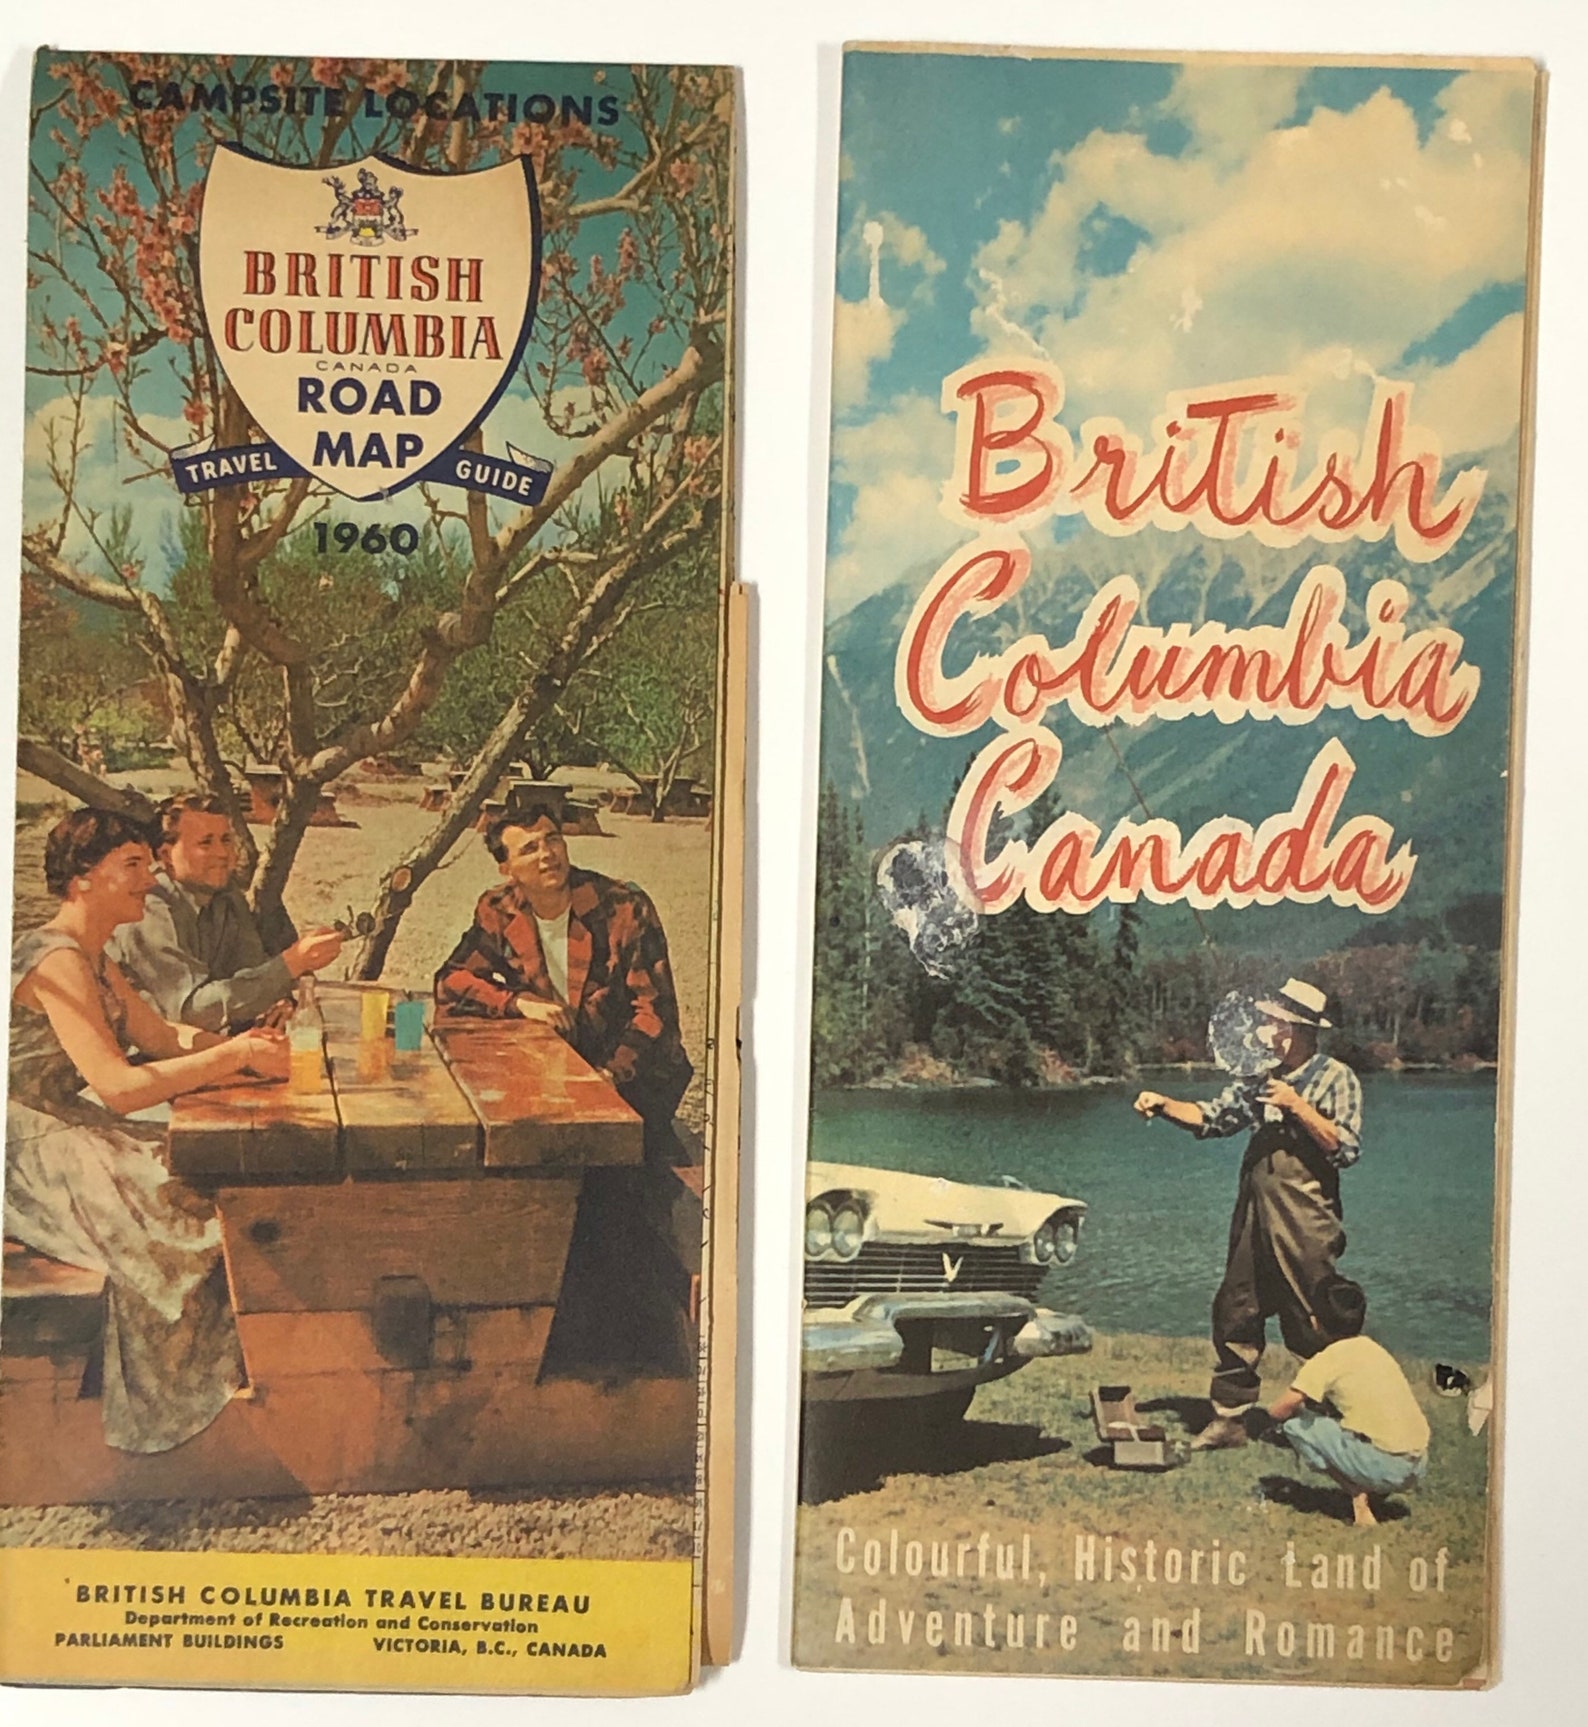 CAMPSITE LOCATIONS
BRITISH
COLUMBIA
CANADA
ROAD
MAP
TRAVEL GUIDE
1960
BRITISH COLUMBIA TRAVEL BUREAU
Department of Recreation and Conservation
PARLIAMENT BUILDINGS VICTORIA, B.C., CANADA
British
Columbia
Canada
Colourful, Historic Land of
Adventure and Romance